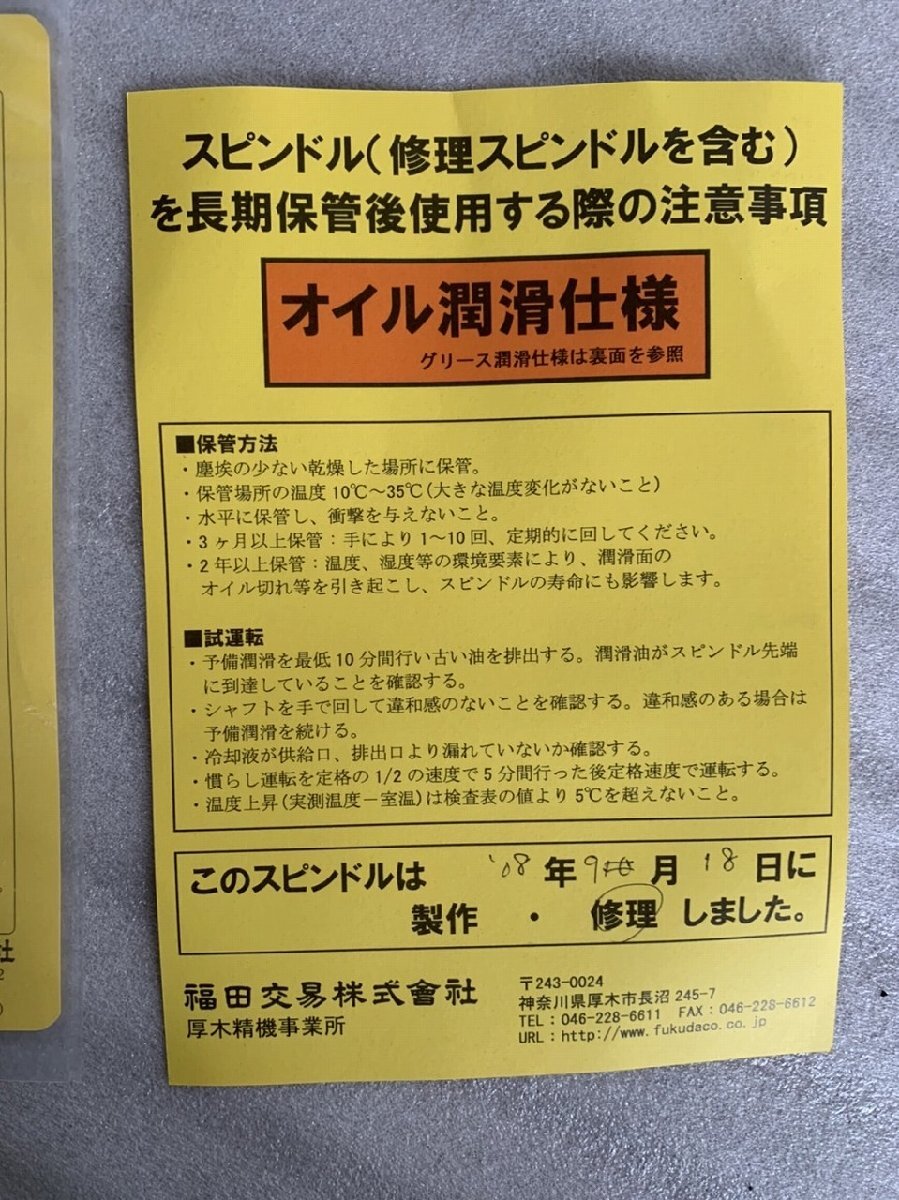 スピンドル(修理スピンドルを含む)
を長期保管後使用する際の注意事項
オイル潤滑仕様
グリース潤滑仕様は裏面を参照
■保管方法
・塵埃の少ない乾燥した場所に保管。
・保管場所の温度 10℃～35℃(大きな温度変化がないこと)
・水平に保管し、衝撃を与えないこと。
・3ヶ月以上保管：手により1～10回、定期的に回してください。
・2年以上保管：温度、湿度等の環境要素により、潤滑面の
オイル切れ等を引き起こし、スピンドルの寿命にも影響します。
■試運転
・予備潤滑を最低10分間行い古い油を排出する。潤滑油がスピンドル先端
に到達していることを確認する。
・シャフトを手で回して違和感のないことを確認する。違和感のある場合は
予備潤滑を続ける。
・冷却液が供給口、排出口より漏れていないか確認する。
・慣らし運転を定格の1/2の速度で5分間行った後定格速度で運転する。
・温度上昇(実測温度－室温)は検査表の値より5℃を超えないこと。
このスピンドルは '08 年 9 月 18 日に
製作 ・ 修理 しました。
福田交易株式會社
厚木精機事業所
〒243-0024
神奈川県厚木市長沼 245-7
TEL：046-228-6611 FAX：046-228-6612
URL：http://www.fukudaco.co.jp
社
2